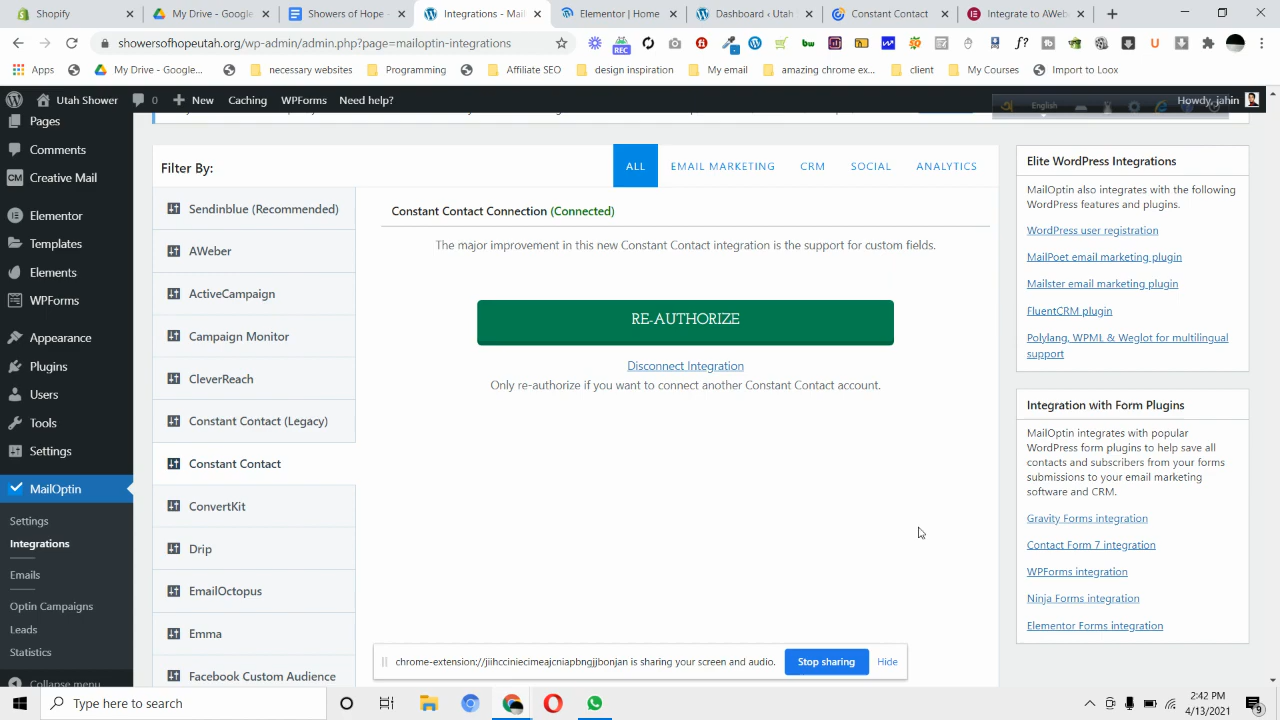 My Drive - Google
Showers of Hope -
Integrations - Mai
Elementor | Home
Dashboard ‹ Utah
Constant Contact
Integrate to AWeb
showersofhopeutah.org/wp-admin/admin.php?page=mailoptin-integrations
REC
Apps
My Drive - Google...
necessary websites
Programming
Affiliate SEO
design inspiration
My email
amazing chrome ex...
client
My Courses
Import to Loox
Utah Shower
0
New
Caching
WPForms
Need help?
English
Howdy, jahin
Pages
Comments
Creative Mail
Elementor
Templates
Elements
WPForms
Appearance
Plugins
Users
Tools
Settings
MailOptin
Settings
Integrations
Emails
Optin Campaigns
Leads
Statistics
Collapse menu
Filter By:
ALL
EMAIL MARKETING
CRM
SOCIAL
ANALYTICS
Sendinblue (Recommended)
AWeber
ActiveCampaign
Campaign Monitor
CleverReach
Constant Contact (Legacy)
Constant Contact
ConvertKit
Drip
EmailOctopus
Emma
Facebook Custom Audience
Constant Contact Connection (Connected)
The major improvement in this new Constant Contact integration is the support for custom fields.
RE-AUTHORIZE
Disconnect Integration
Only re-authorize if you want to connect another Constant Contact account.
Elite WordPress Integrations
MailOptin also integrates with the following
WordPress features and plugins.
WordPress user registration
MailPoet email marketing plugin
Mailster email marketing plugin
FluentCRM plugin
Polylang, WPML & Weglot for multilingual
support
Integration with Form Plugins
MailOptin integrates with popular
WordPress form plugins to help save all
contacts and subscribers from your forms
submissions to your email marketing
software and CRM.
Gravity Forms integration
Contact Form 7 integration
WPForms integration
Ninja Forms integration
Elementor Forms integration
chrome-extension://jiihcciniecimeajcniapbngjjbonjan is sharing your screen and audio.
Stop sharing
Hide
Type here to search
2:42 PM
4/13/2021
9